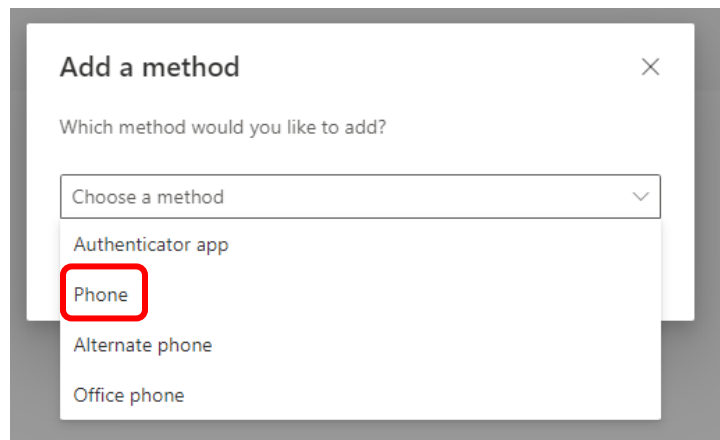 Add a method
Which method would you like to add?
Choose a method
Authenticator app
Phone
Alternate phone
Office phone